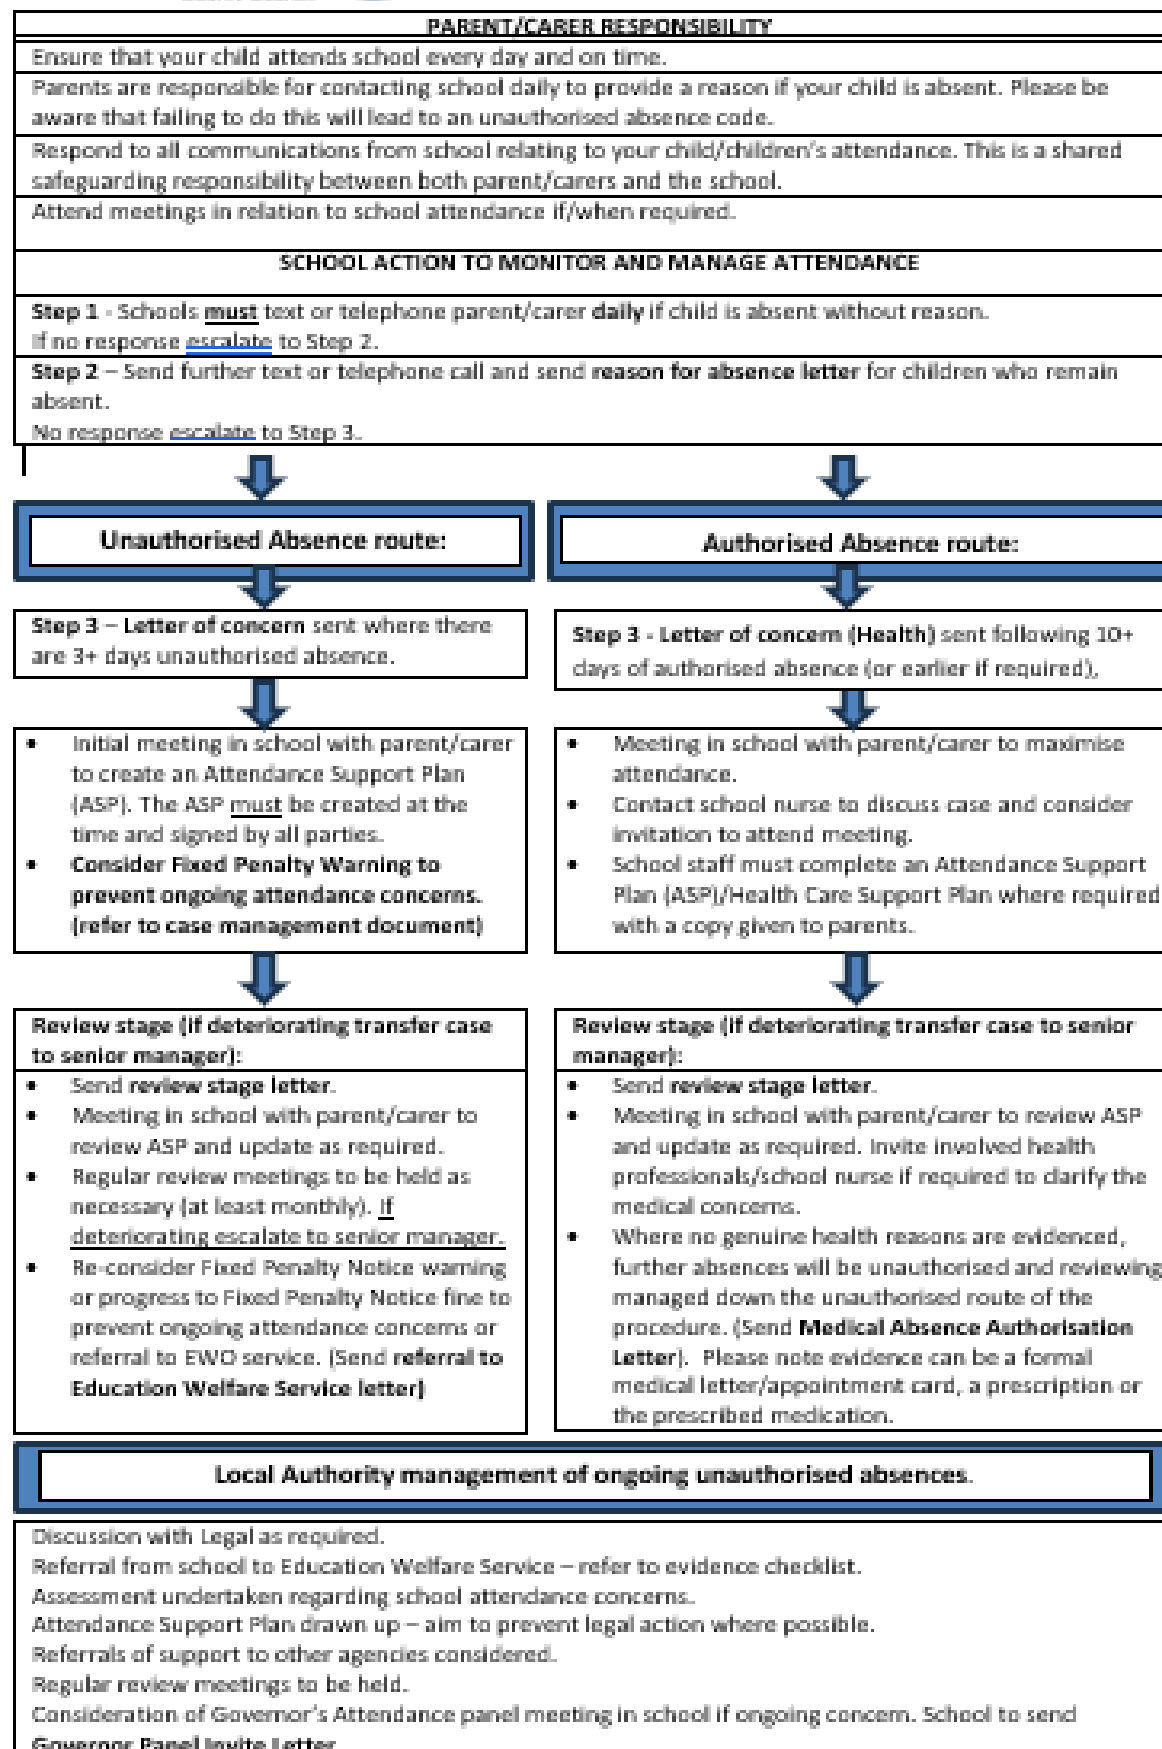 PARENT/CARER RESPONSIBILITY
Ensure that your child attends school every day and on time.
Parents are responsible for contacting school daily to provide a reason if your child is absent. Please be
aware that failing to do this will lead to an unauthorised absence code.
Respond to all communications from school relating to your child/children's attendance. This is a shared
safeguarding responsibility between both parent/carers and the school.
Attend meetings in relation to school attendance if/when required.
SCHOOL ACTION TO MONITOR AND MANAGE ATTENDANCE
Step 1 - Schools must text or telephone parent/carer daily if child is absent without reason.
If no response escalate to Step 2.
Step 2 – Send further text or telephone call and send reason for absence letter for children who remain
absent.
No response escalate to Step 3.
Unauthorised Absence route:
Step 3 – Letter of concern sent where there
are 3+ days unauthorised absence.
• Initial meeting in school with parent/carer
to create an Attendance Support Plan
(ASP). The ASP must be created at the
time and signed by all parties.
• Consider Fixed Penalty Warning to
prevent ongoing attendance concerns.
(refer to case management document)
Review stage (if deteriorating transfer case
to senior manager):
• Send review stage letter.
• Meeting in school with parent/carer to
review ASP and update as required.
• Regular review meetings to be held as
necessary (at least monthly). If
deteriorating escalate to senior manager.
• Re-consider Fixed Penalty Notice warning
or progress to Fixed Penalty Notice fine to
prevent ongoing attendance concerns or
referral to EWO service. (Send referral to
Education Welfare Service letter)
Authorised Absence route:
Step 3 - Letter of concern (Health) sent following 10+
days of authorised absence (or earlier if required),
• Meeting in school with parent/carer to maximise
attendance.
• Contact school nurse to discuss case and consider
invitation to attend meeting.
• School staff must complete an Attendance Support
Plan (ASP)/Health Care Support Plan where required
with a copy given to parents.
Review stage (if deteriorating transfer case to senior
manager):
• Send review stage letter.
• Meeting in school with parent/carer to review ASP
and update as required. Invite involved health
professionals/school nurse if required to clarify the
medical concerns.
• Where no genuine health reasons are evidenced,
further absences will be unauthorised and reviewing
managed down the unauthorised route of the
procedure. (Send Medical Absence Authorisation
Letter). Please note evidence can be a formal
medical letter/appointment card, a prescription or
the prescribed medication.
Local Authority management of ongoing unauthorised absences.
Discussion with Legal as required.
Referral from school to Education Welfare Service – refer to evidence checklist.
Assessment undertaken regarding school attendance concerns.
Attendance Support Plan drawn up – aim to prevent legal action where possible.
Referrals of support to other agencies considered.
Regular review meetings to be held.
Consideration of Governor's Attendance panel meeting in school if ongoing concern. School to send
Governor Panel Invite Letter